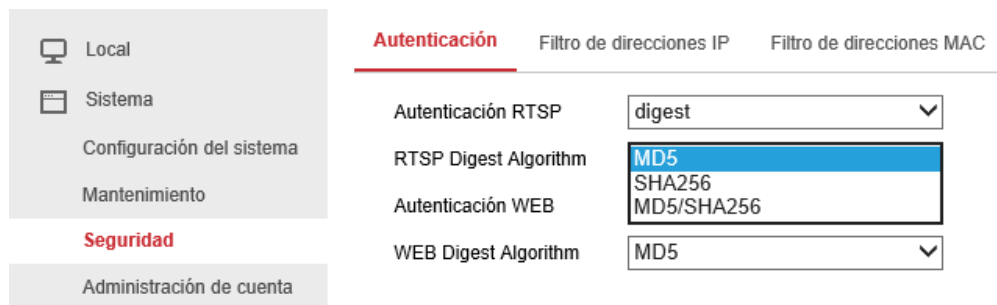 Local
Sistema
Configuración del sistema
Mantenimiento
Seguridad
Administración de cuenta
Autenticación Filtro de direcciones IP Filtro de direcciones MAC
Autenticación RTSP digest
RTSP Digest Algorithm MD5
SHA256
Autenticación WEB MD5/SHA256
WEB Digest Algorithm MD5